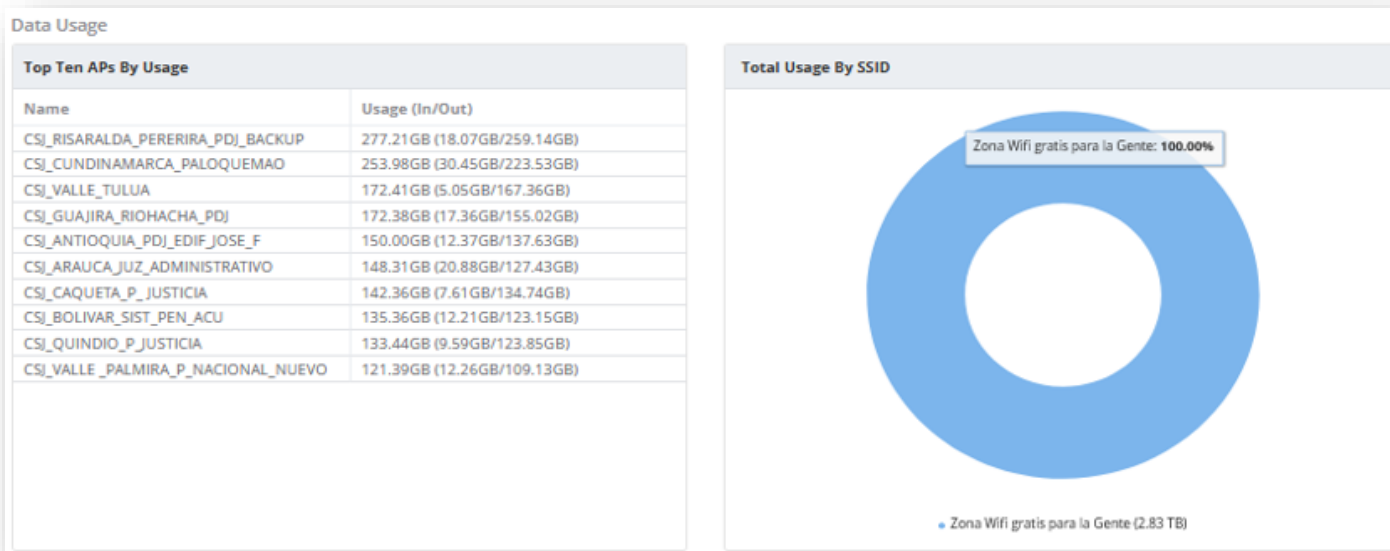 Data Usage
Top Ten APs By Usage
Name Usage (In/Out)
CSJ_RISARALDA_PERERIRA_PDJ_BACKUP 277.21GB (18.07GB/259.14GB)
CSJ_CUNDINAMARCA_PALOQUEMAO 253.98GB (30.45GB/223.53GB)
CSJ_VALLE_TULUA 172.41GB (5.05GB/167.36GB)
CSJ_GUAJIRA_RIOHACHA_PDJ 172.38GB (17.36GB/155.02GB)
CSJ_ANTIOQUIA_PDJ_EDIF_JOSE_F 150.00GB (12.37GB/137.63GB)
CSJ_ARAUCA_JUZ_ADMINISTRATIVO 148.31GB (20.88GB/127.43GB)
CSJ_CAQUETA_P_ JUSTICIA 142.36GB (7.61GB/134.74GB)
CSJ_BOLIVAR_SIST_PEN_ACU 135.36GB (12.21GB/123.15GB)
CSJ_QUINDIO_P_JUSTICIA 133.44GB (9.59GB/123.85GB)
CSJ_VALLE _PALMIRA_P_NACIONAL_NUEVO 121.39GB (12.26GB/109.13GB)
Total Usage By SSID
Zona Wifi gratis para la Gente: 100.00%
Zona Wifi gratis para la Gente (2.83 TB)